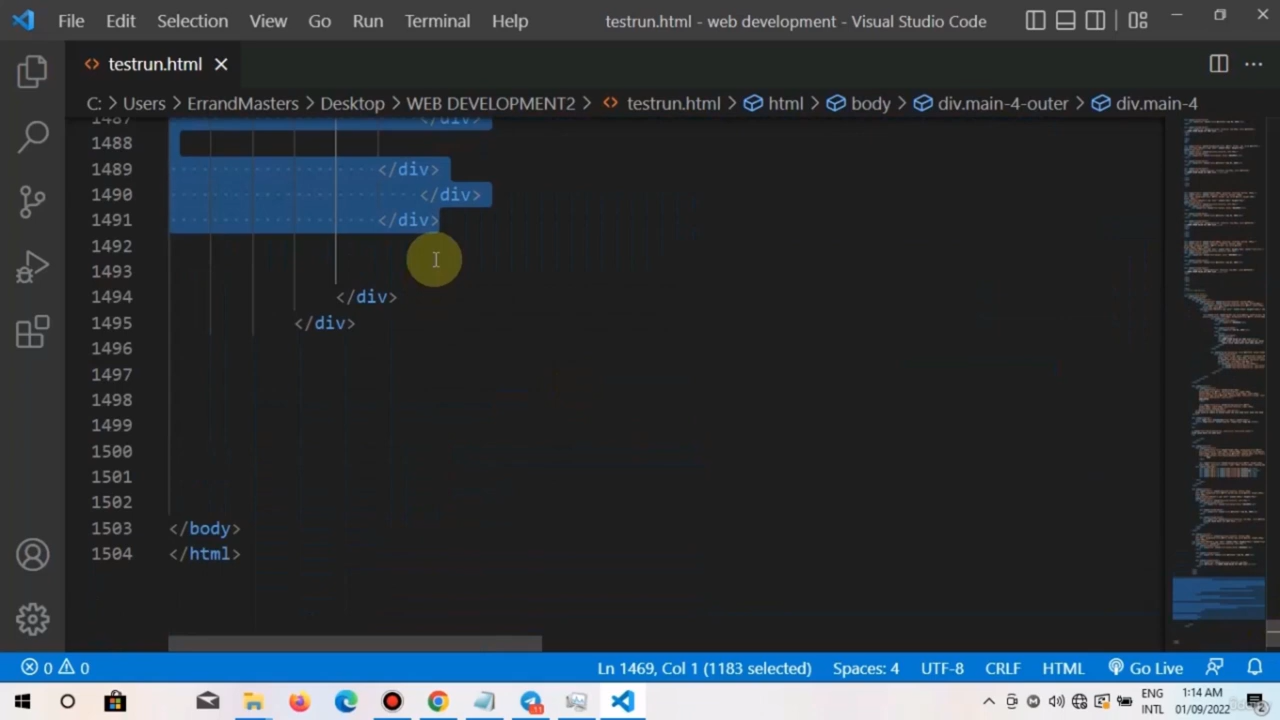 File Edit Selection View Go Run Terminal Help testrun.html - web development - Visual Studio Code
testrun.html
C: > Users > ErrandMasters > Desktop > WEB DEVELOPMENT2 > testrun.html > html > body > div.main-4-outer > div.main-4
1487 </div>
1488
1489 </div>
1490 </div>
1491 </div>
1492
1493
1494 </div>
1495 </div>
1496
1497
1498
1499
1500
1501
1502
1503 </body>
1504 </html>
0 0 Ln 1469, Col 1 (1183 selected) Spaces: 4 UTF-8 CRLF HTML Go Live
ENG 1:14 AM
INTL 01/09/2022